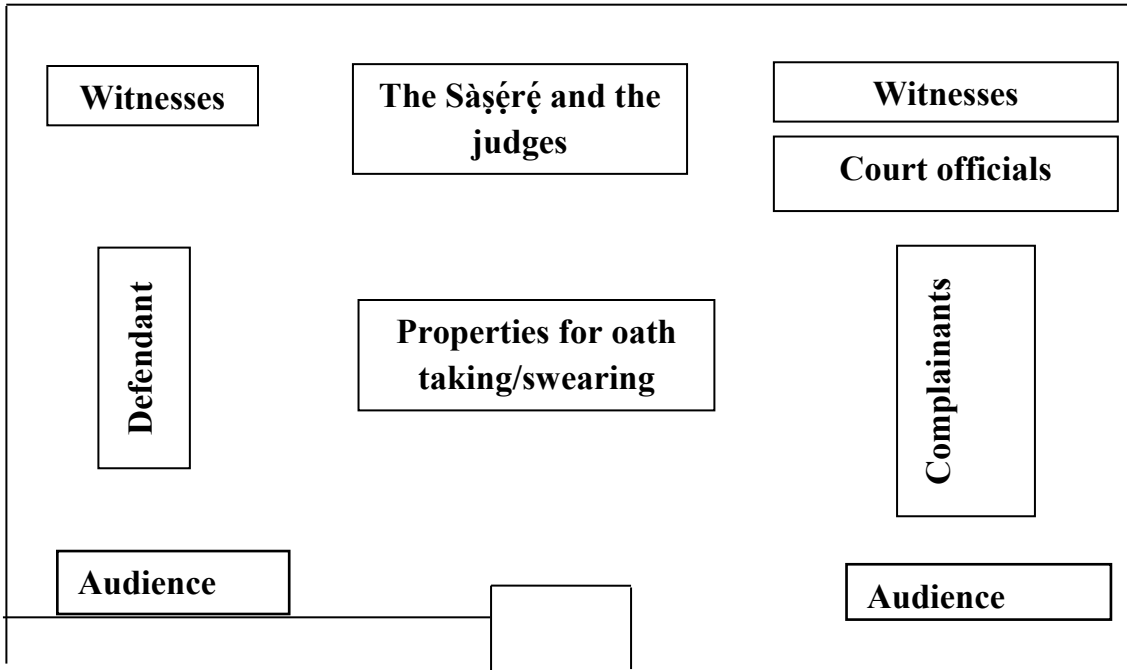 Witnesses
The Sàṣẹ́rẹ́ and the
judges
Witnesses
Court officials
Defendant
Properties for oath
taking/swearing
Complainants
Audience
Audience